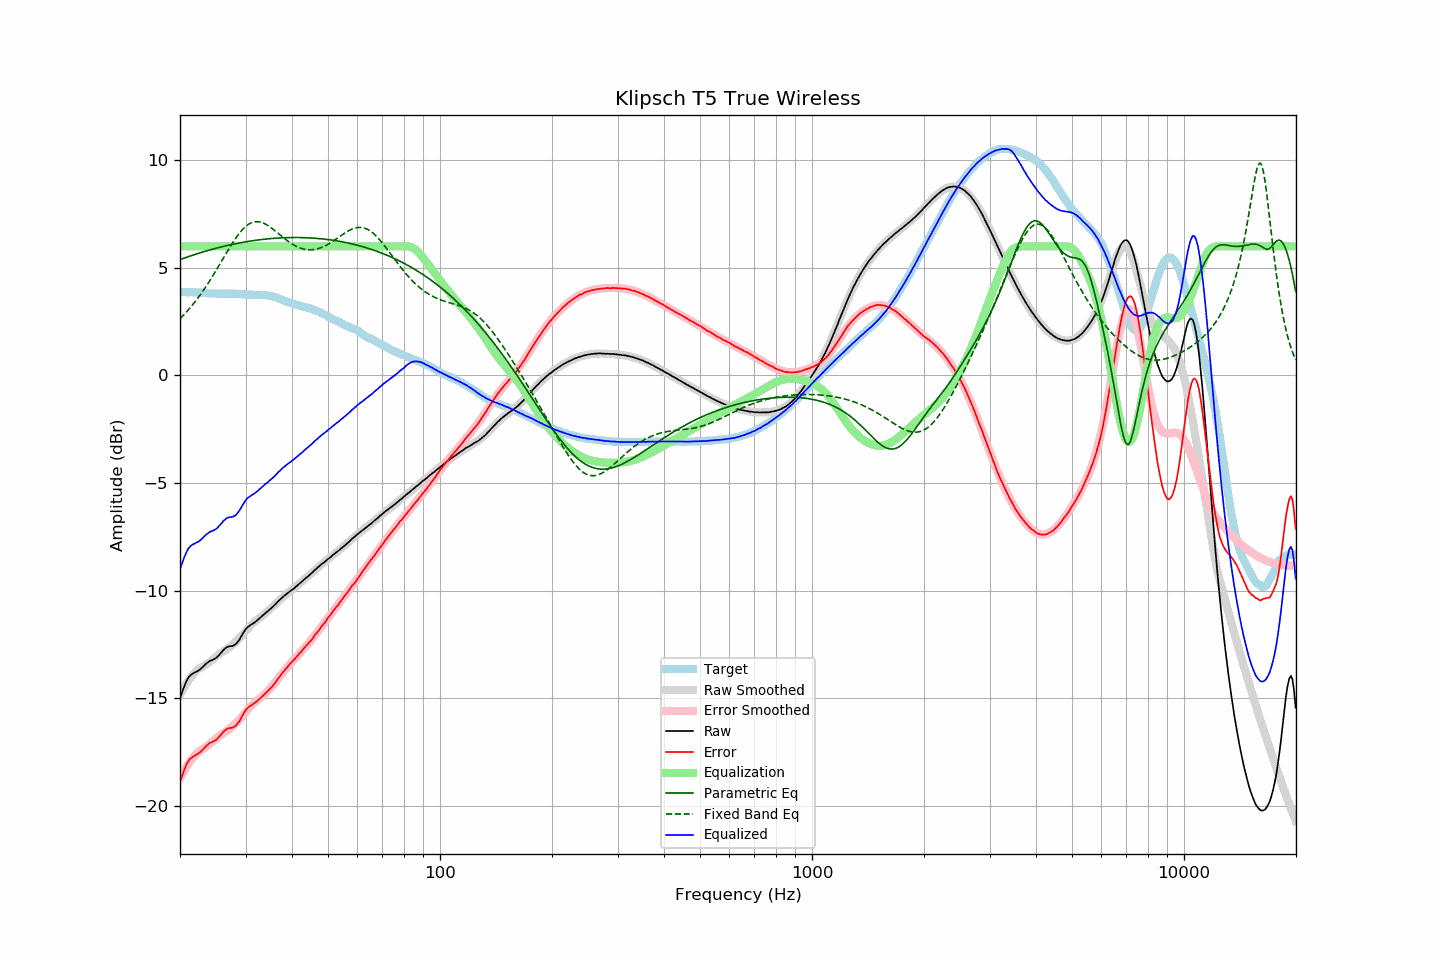 Klipsch T5 True Wireless
10
5
0
−5
−10
−15
−20
Amplitude (dBr)
Target
Raw Smoothed
Error Smoothed
Raw
Error
Equalization
Parametric Eq
Fixed Band Eq
Equalized
100
1000
10000
Frequency (Hz)